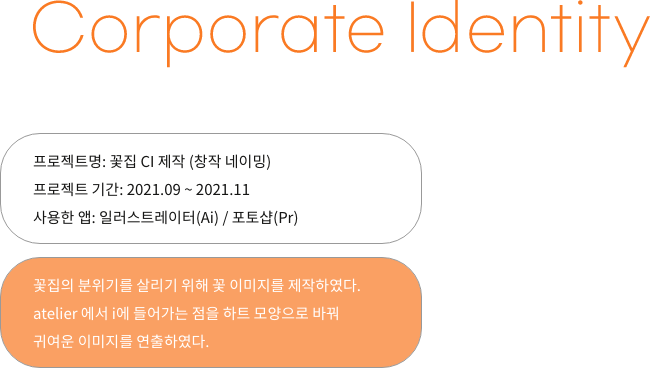 Corporate Identity
프로젝트명: 꽃집 CI 제작 (창작 네이밍)
프로젝트 기간: 2021.09 ~ 2021.11
사용한 앱: 일러스트레이터(Ai) / 포토샵(Pr)
꽃집의 분위기를 살리기 위해 꽃 이미지를 제작하였다.
atelier 에서 i에 들어가는 점을 하트 모양으로 바꿔
귀여운 이미지를 연출하였다.